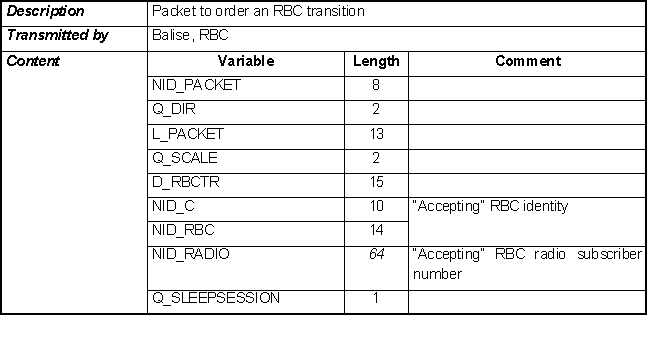 Description Packet to order an RBC transition
Transmitted by Balise, RBC
Content Variable Length Comment
NID_PACKET 8
Q_DIR 2
L_PACKET 13
Q_SCALE 2
D_RBCTR 15
NID_C 10 "Accepting" RBC identity
NID_RBC 14
NID_RADIO 64 "Accepting" RBC radio subscriber
number
Q_SLEEPSESSION 1